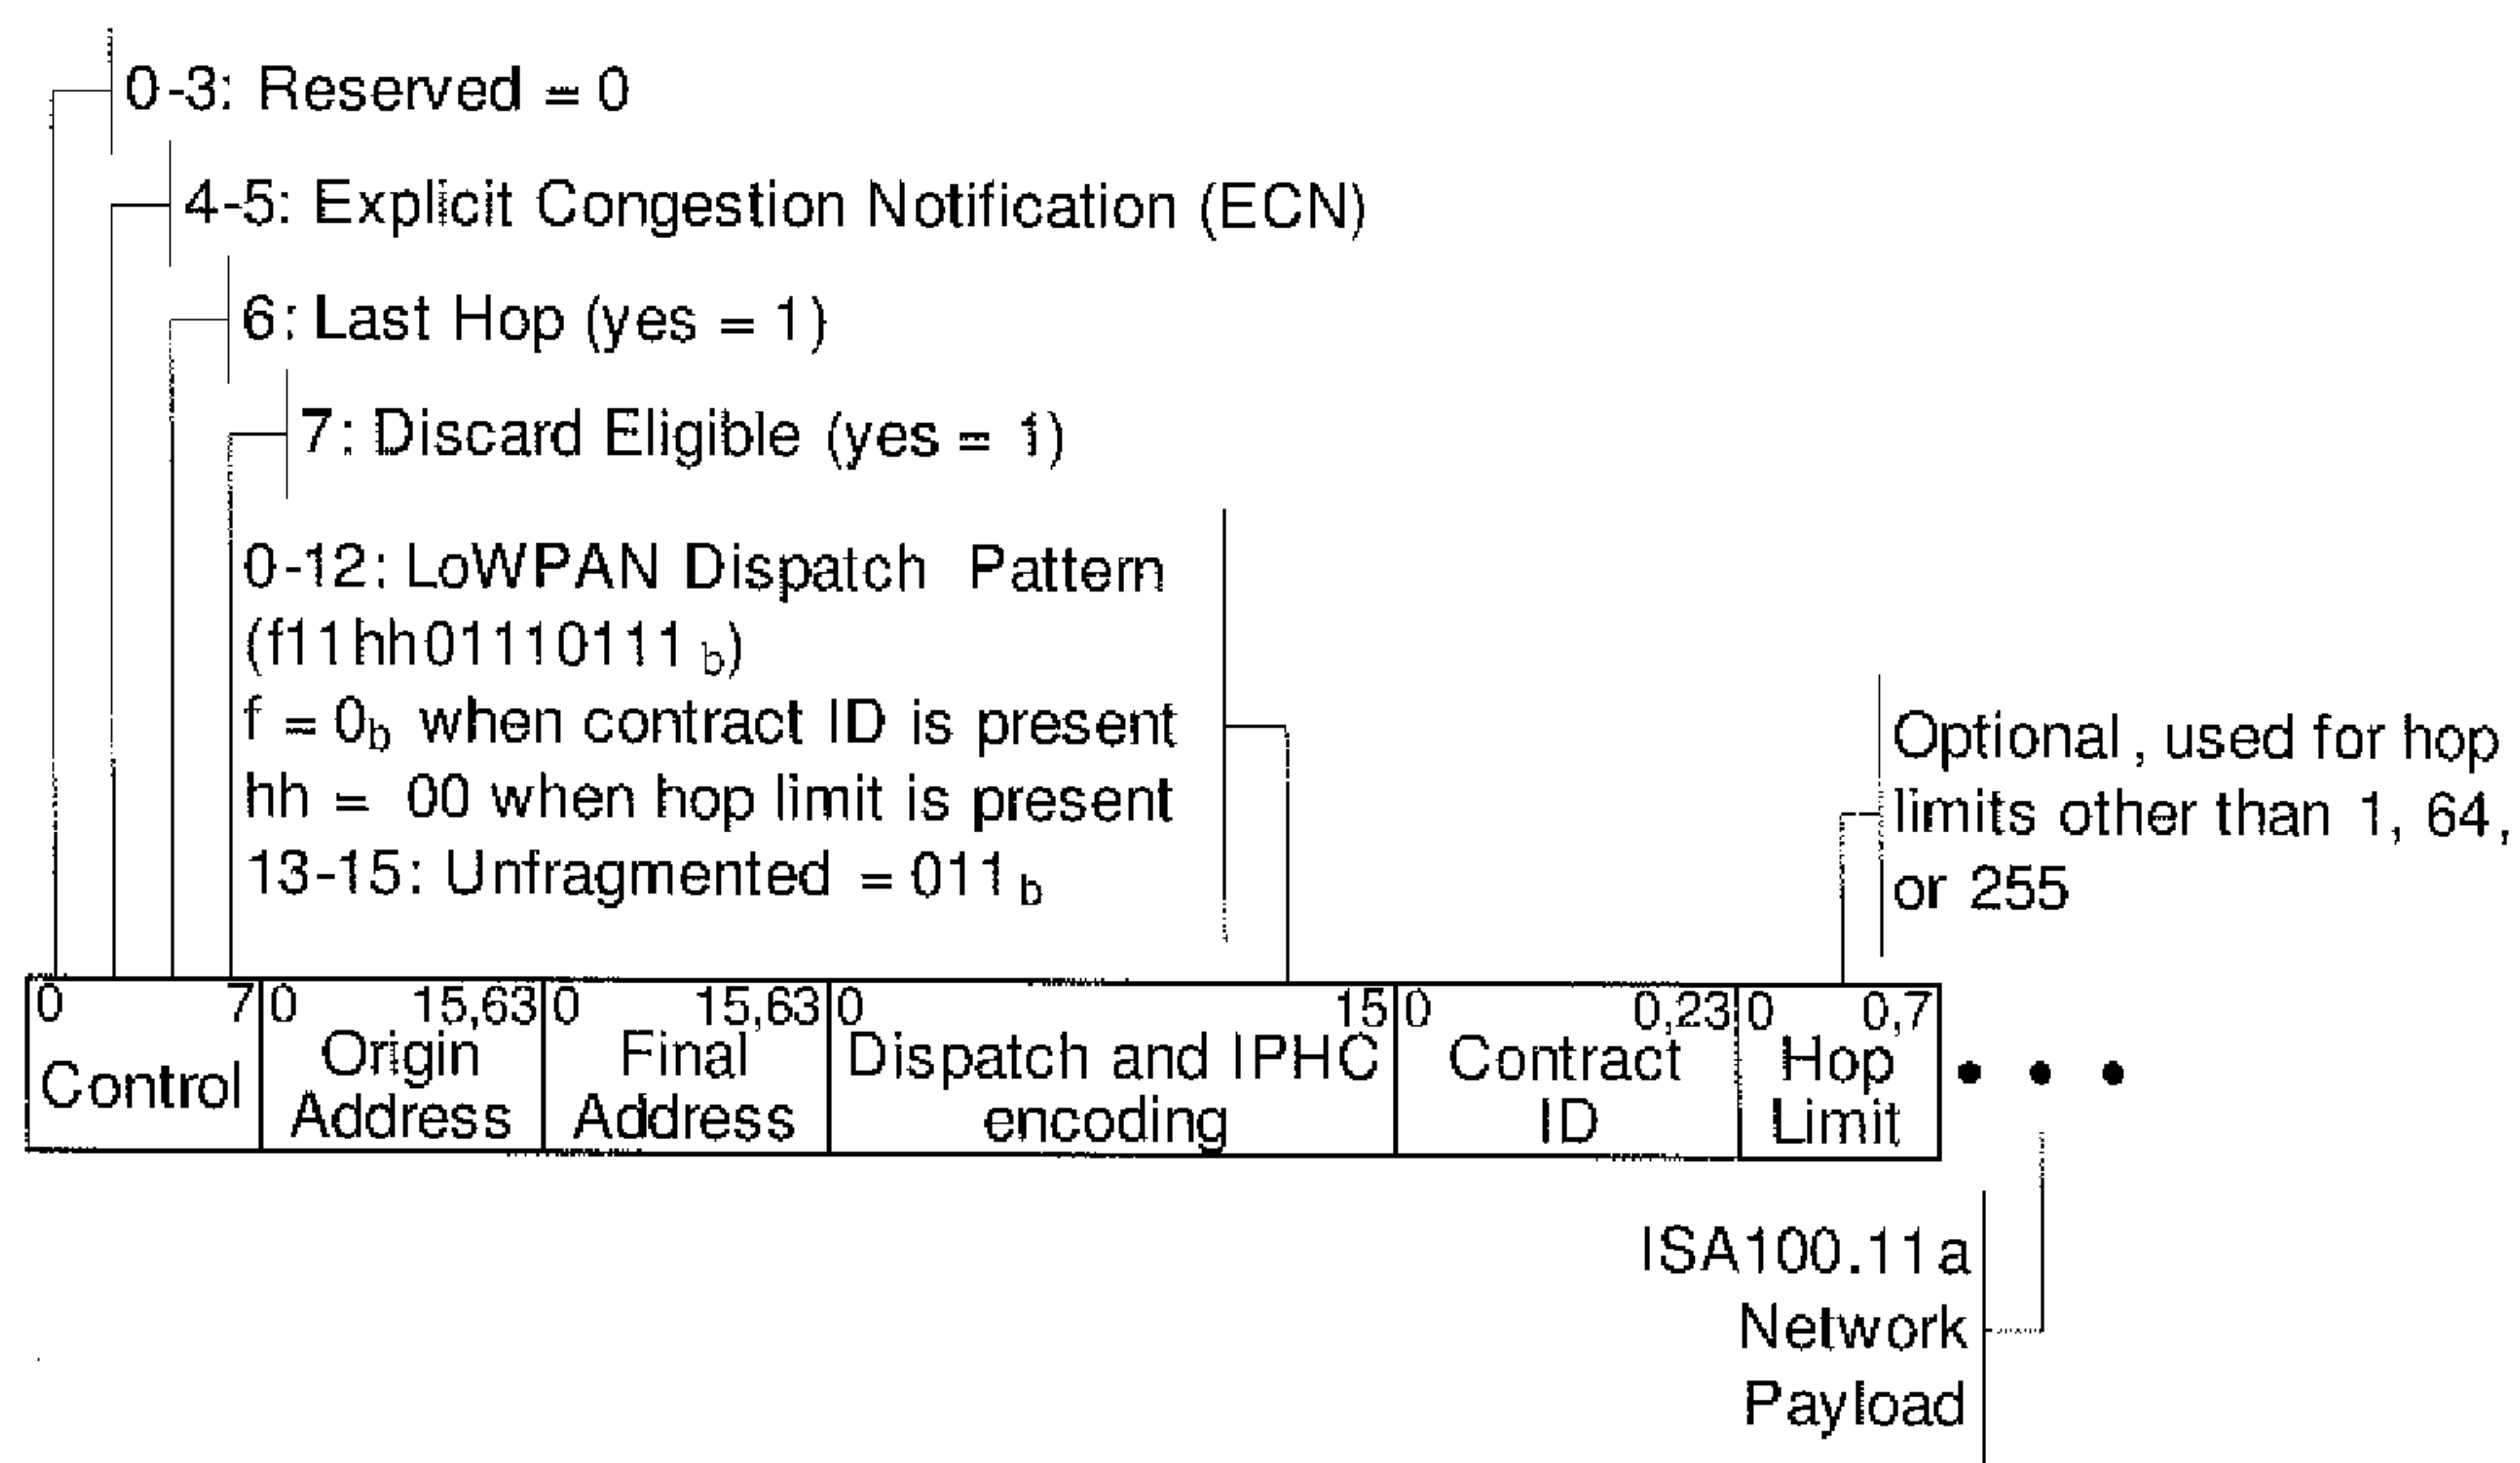 0-3: Reserved = 0
4-5: Explicit Congestion Notification (ECN)
6: Last Hop (yes = 1)
7: Discard Eligible (yes = 1)
0-12: LoWPAN Dispatch Pattern
(f11hh01110111 b)
f = 0b when contract ID is present
hh = 00 when hop limit is present
13-15: Unfragmented = 011 b
Optional, used for hop
limits other than 1, 64,
or 255
0 7 0 15,63 0 15,63 0 15 0 0,23 0 0,7
Control
Origin
Address
Final
Address
Dispatch and IPHC
encoding
Contract
ID
Hop
Limit
ISA100.11a
Network
Payload